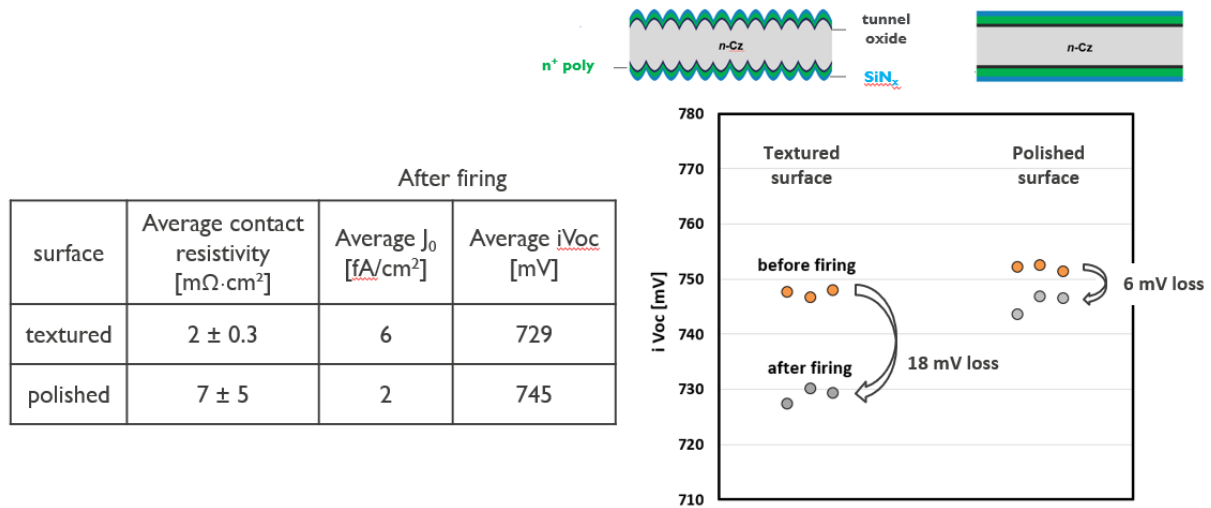 tunnel
oxide
n-Cz
n-Cz
n⁺ poly
SiNₓ
After firing
surface
Average contact
resistivity
[mΩ·cm²]
Average J₀
[fA/cm²]
Average iVoc
[mV]
textured
2 ± 0.3
6
729
polished
7 ± 5
2
745
780
770
760
750
740
730
720
710
i Voc [mV]
Textured
surface
Polished
surface
before firing
6 mV loss
after firing
18 mV loss